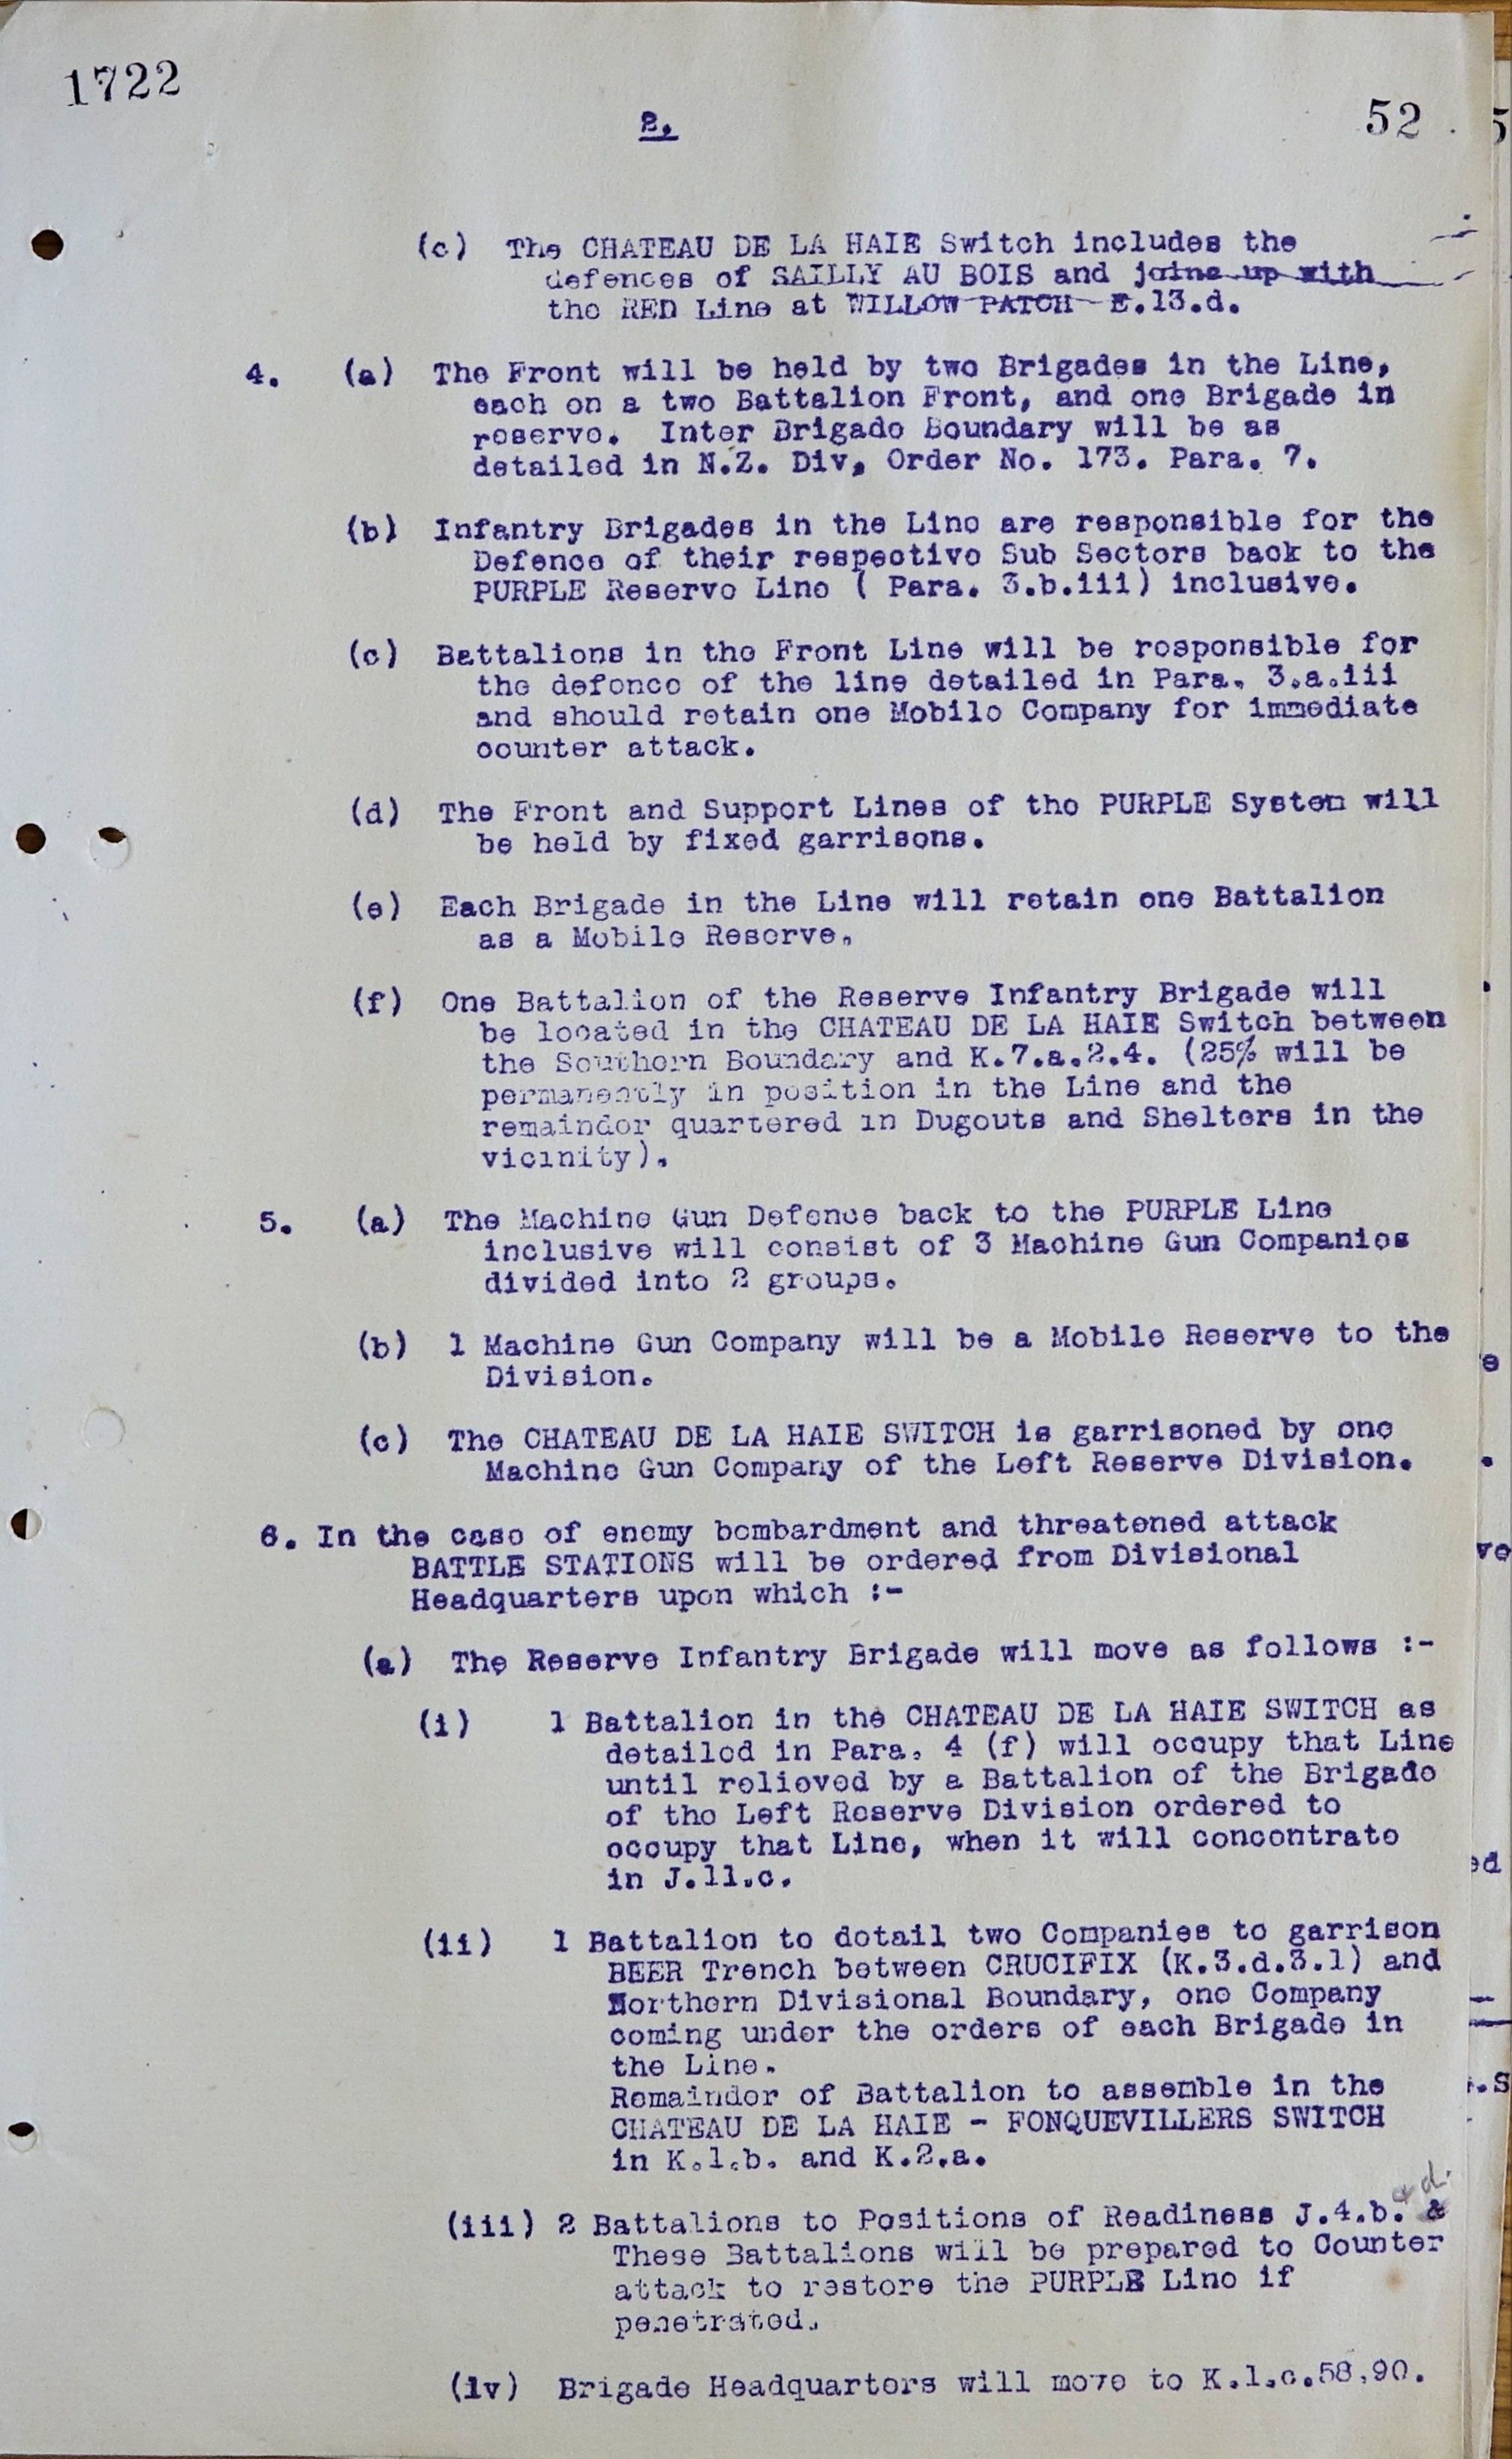 1722
2.
52
(c) The CHATEAU DE LA HAIE Switch includes the
defences of SAILLY AU BOIS and joins up with
the RED Line at WILLOW PATCH E.13.d.
4. (a) The Front will be held by two Brigades in the Line,
each on a two Battalion Front, and one Brigade in
reserve. Inter Brigade Boundary will be as
detailed in N.Z. Div. Order No. 173. Para. 7.
(b) Infantry Brigades in the Line are responsible for the
Defence of their respective Sub Sectors back to the
PURPLE Reserve Line ( Para. 3.b.iii) inclusive.
(c) Battalions in the Front Line will be responsible for
the defence of the line detailed in Para. 3.a.iii
and should retain one Mobile Company for immediate
counter attack.
(d) The Front and Support Lines of the PURPLE System will
be held by fixed garrisons.
(e) Each Brigade in the Line will retain one Battalion
as a Mobile Reserve.
(f) One Battalion of the Reserve Infantry Brigade will
be located in the CHATEAU DE LA HAIE Switch between
the Southern Boundary and K.7.a.2.4. (25% will be
permanently in position in the Line and the
remainder quartered in Dugouts and Shelters in the
vicinity).
5. (a) The Machine Gun Defence back to the PURPLE Line
inclusive will consist of 3 Machine Gun Companies
divided into 2 groups.
(b) 1 Machine Gun Company will be a Mobile Reserve to the
Division.
(c) The CHATEAU DE LA HAIE SWITCH is garrisoned by one
Machine Gun Company of the Left Reserve Division.
6. In the case of enemy bombardment and threatened attack
BATTLE STATIONS will be ordered from Divisional
Headquarters upon which :-
(a) The Reserve Infantry Brigade will move as follows :-
(i) 1 Battalion in the CHATEAU DE LA HAIE SWITCH as
detailed in Para. 4 (f) will occupy that Line
until relieved by a Battalion of the Brigade
of the Left Reserve Division ordered to
occupy that Line, when it will concentrate
in J.11.c.
(ii) 1 Battalion to detail two Companies to garrison
BEER Trench between CRUCIFIX (K.3.d.3.1) and
Northern Divisional Boundary, one Company
coming under the orders of each Brigade in
the Line.
Remainder of Battalion to assemble in the
CHATEAU DE LA HAIE - FONQUEVILLERS SWITCH
in K.1.b. and K.2.a.
& d.
(iii) 2 Battalions to Positions of Readiness J.4.b. &
These Battalions will be prepared to Counter
attack to restore the PURPLE Line if
penetrated.
(iv) Brigade Headquarters will move to K.1.c.58.90.